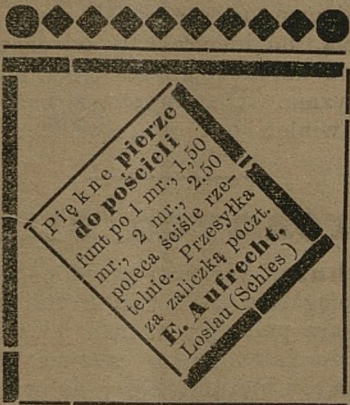 Piękne pierze
do pościeli
funt po 1 mr., 1,50
mr., 2 mr., 2.50
poleca ściśle rze-
telnie. Przesyłka
za zaliczką poczt.
E. Aufrecht,
Loslau (Schles)